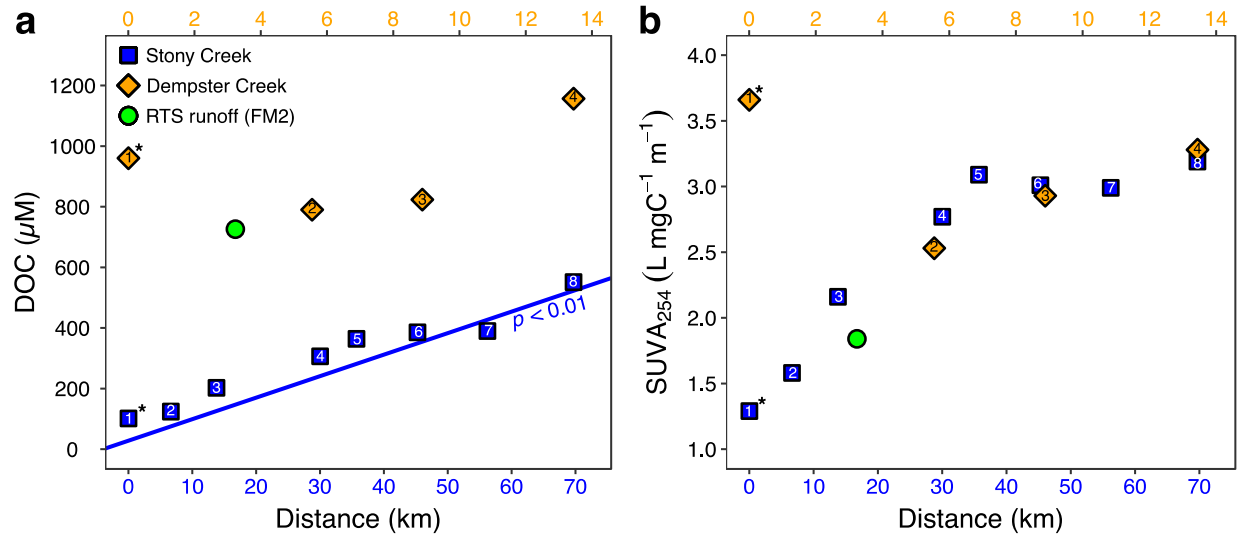 a
0 2 4 6 8 10 12 14
Stony Creek
Dempster Creek
RTS runoff (FM2)
DOC (µM)
1200
1000
800
600
400
200
0
1 *
2
3
4
1 *
2
3
4
5
6
7
8
p < 0.01
0 10 20 30 40 50 60 70
Distance (km)
b
0 2 4 6 8 10 12 14
SUVA₂₅₄ (L mgC⁻¹ m⁻¹)
4.0
3.5
3.0
2.5
2.0
1.5
1.0
1 *
2
3
4
1 *
2
3
4
5
6
7
8
0 10 20 30 40 50 60 70
Distance (km)